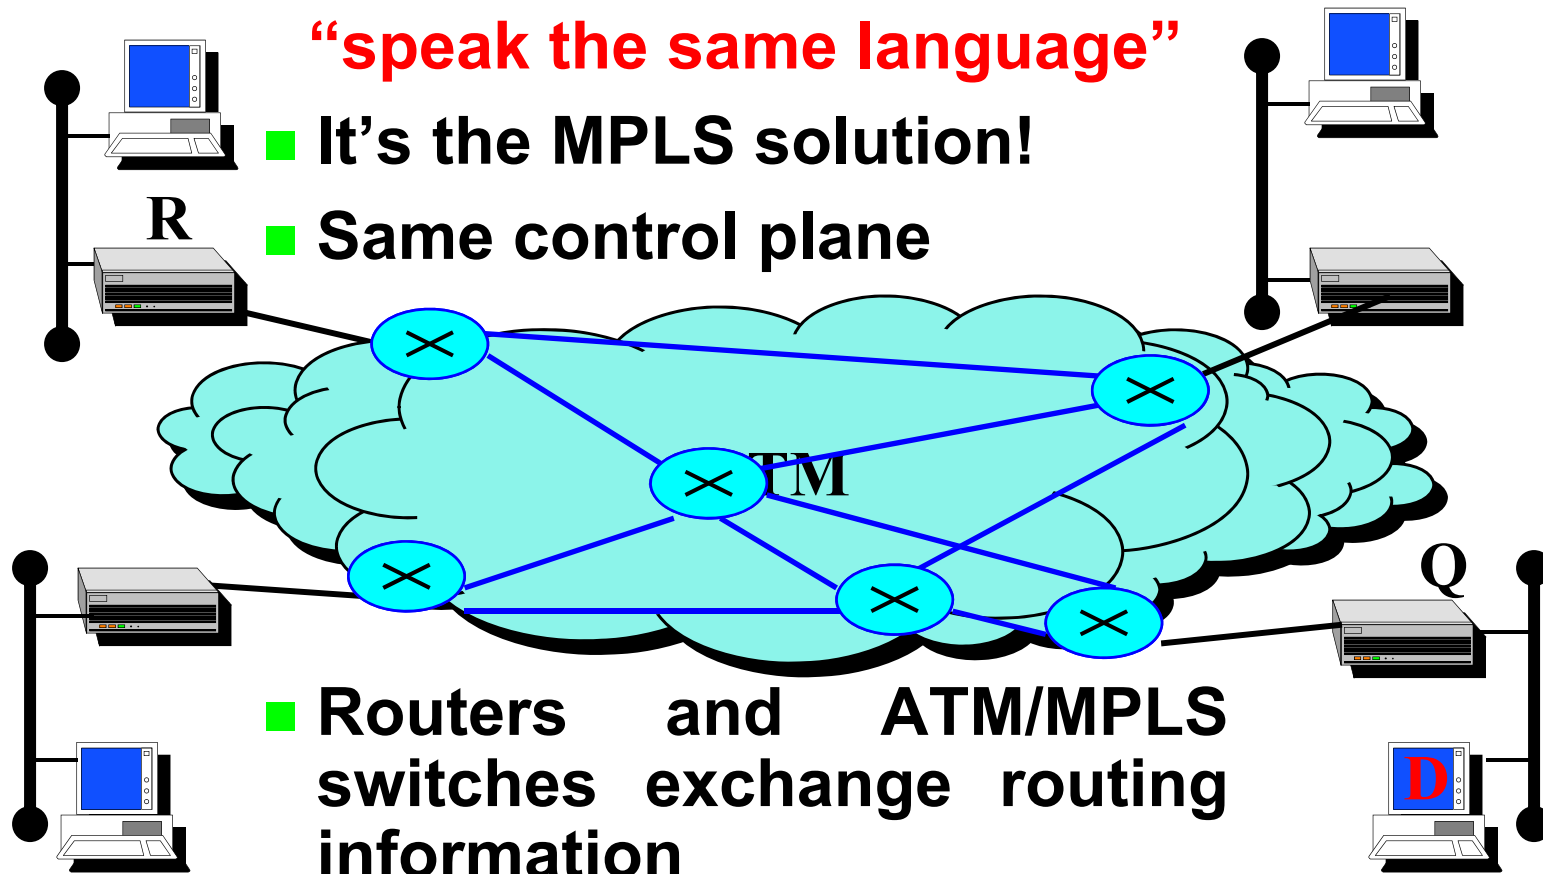 “speak the same language”
It’s the MPLS solution!
R
Same control plane
TM
Q
Routers and ATM/MPLS
switches exchange routing
information
D